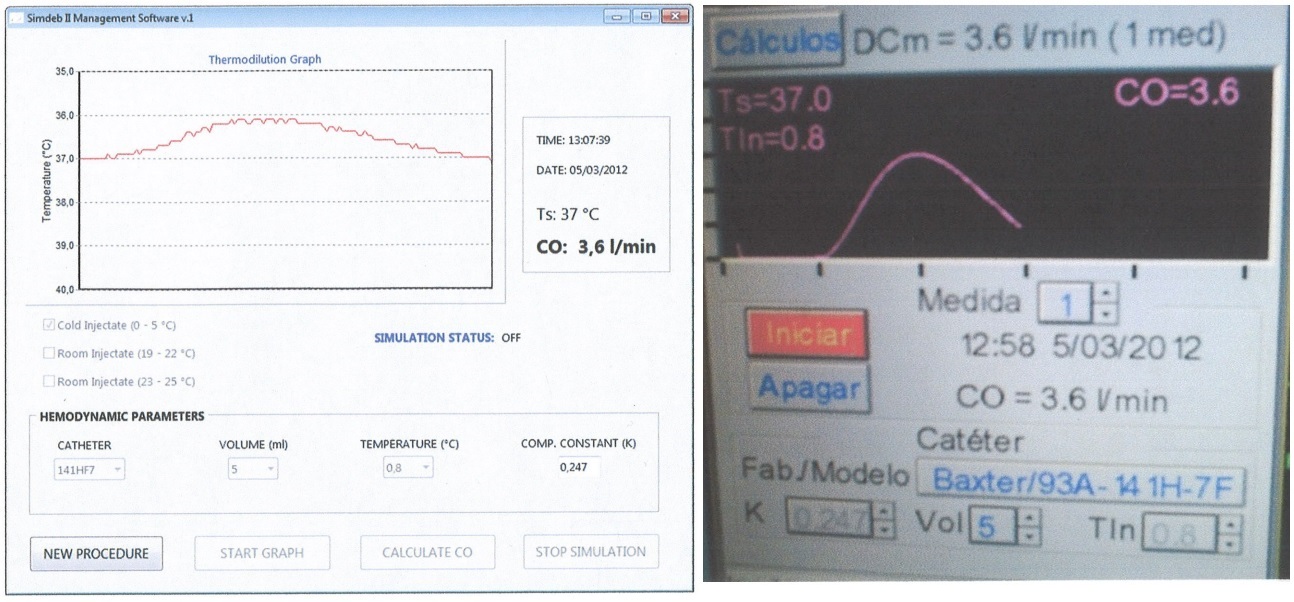 Simdeb II Management Software v.1
Thermodilution Graph
35,0
36,0
37,0
38,0
39,0
40,0
Temperature (°C)
TIME: 13:07:39
DATE: 05/03/2012
Ts: 37 °C
CO: 3,6 l/min
Cold Injectate (0 - 5 °C)
Room Injectate (19 - 22 °C)
Room Injectate (23 - 25 °C)
SIMULATION STATUS: OFF
HEMODYNAMIC PARAMETERS
CATHETER VOLUME (ml) TEMPERATURE (°C) COMP. CONSTANT (K)
141HF7 5 0,8 0,247
NEW PROCEDURE START GRAPH CALCULATE CO STOP SIMULATION
Cálculos DCm = 3.6 l/min ( 1 med)
Ts=37.0 CO=3.6
TIn=0.8
Medida 1
Iniciar 12:58 5/03/2012
Apagar CO = 3.6 l/min
Catéter
Fab./Modelo Baxter/93A-141H-7F
K 0.247 Vol 5 TIn 0.8